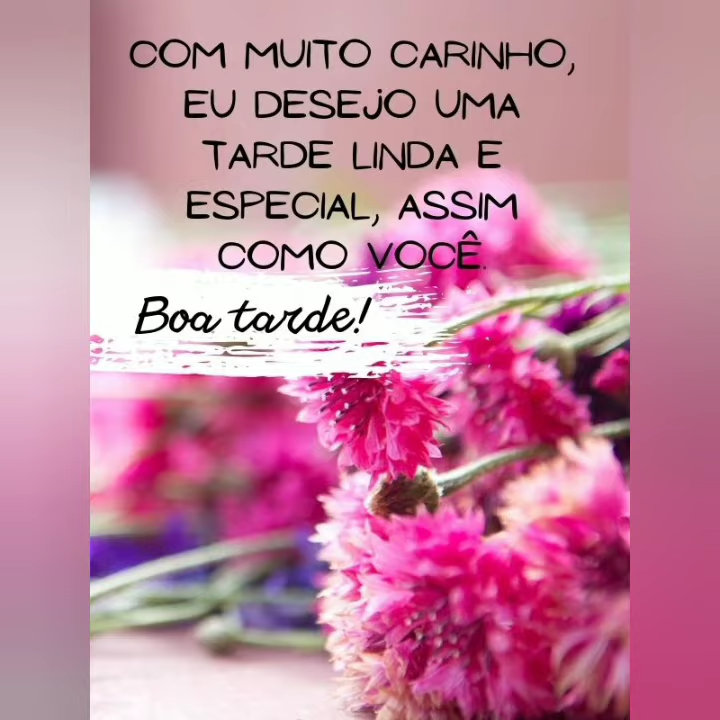 COM MUITO CARINHO,
EU DESEJO UMA
TARDE LINDA E
ESPECIAL, ASSIM
COMO VOCÊ.
Boa tarde!